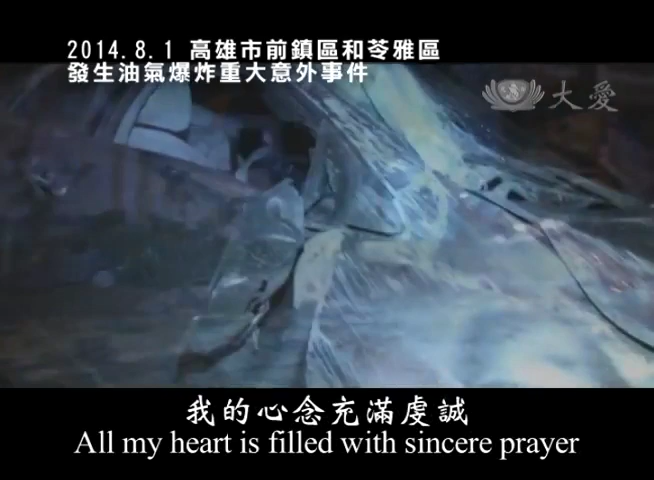 2014.8.1 高雄市前鎮區和苓雅區
發生油氣爆炸重大意外事件
大愛
我的心念充滿虔誠
All my heart is filled with sincere prayer